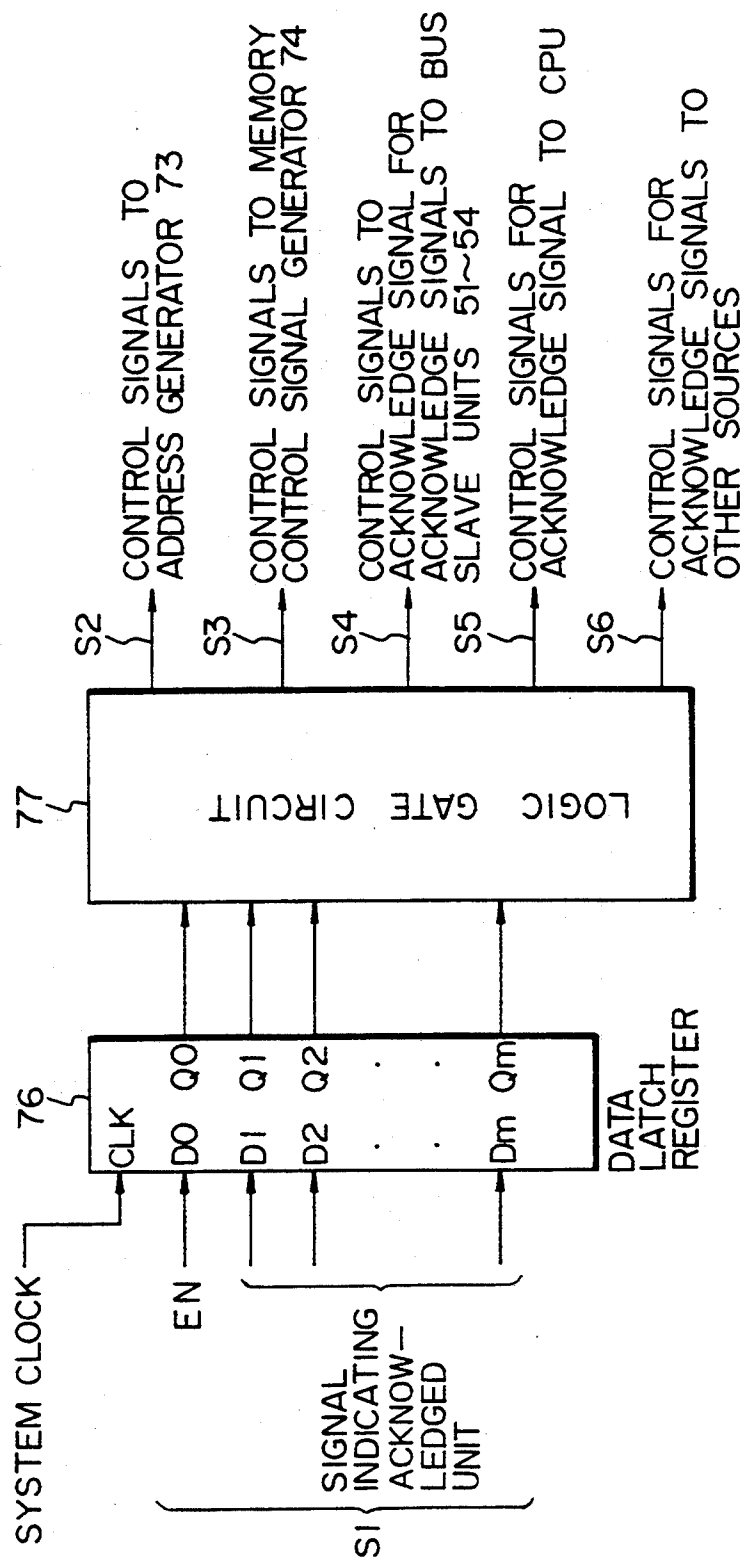 SYSTEM CLOCK
EN
S1
SIGNAL
INDICATING
ACKNOW-
LEDGED
UNIT
76
CLK
D0 Q0
D1 Q1
D2 Q2
. .
. .
Dm Qm
DATA
LATCH
REGISTER
77
LOGIC GATE CIRCUIT
S2
CONTROL SIGNALS TO
ADDRESS GENERATOR 73
S3
CONTROL SIGNALS TO MEMORY
CONTROL SIGNAL GENERATOR 74
S4
CONTROL SIGNALS TO
ACKNOWLEDGE SIGNAL FOR
ACKNOWLEDGE SIGNALS TO BUS
SLAVE UNITS 51~54
S5
CONTROL SIGNALS FOR
ACKNOWLEDGE SIGNAL TO CPU
S6
CONTROL SIGNALS FOR
ACKNOWLEDGE SIGNALS TO
OTHER SOURCES